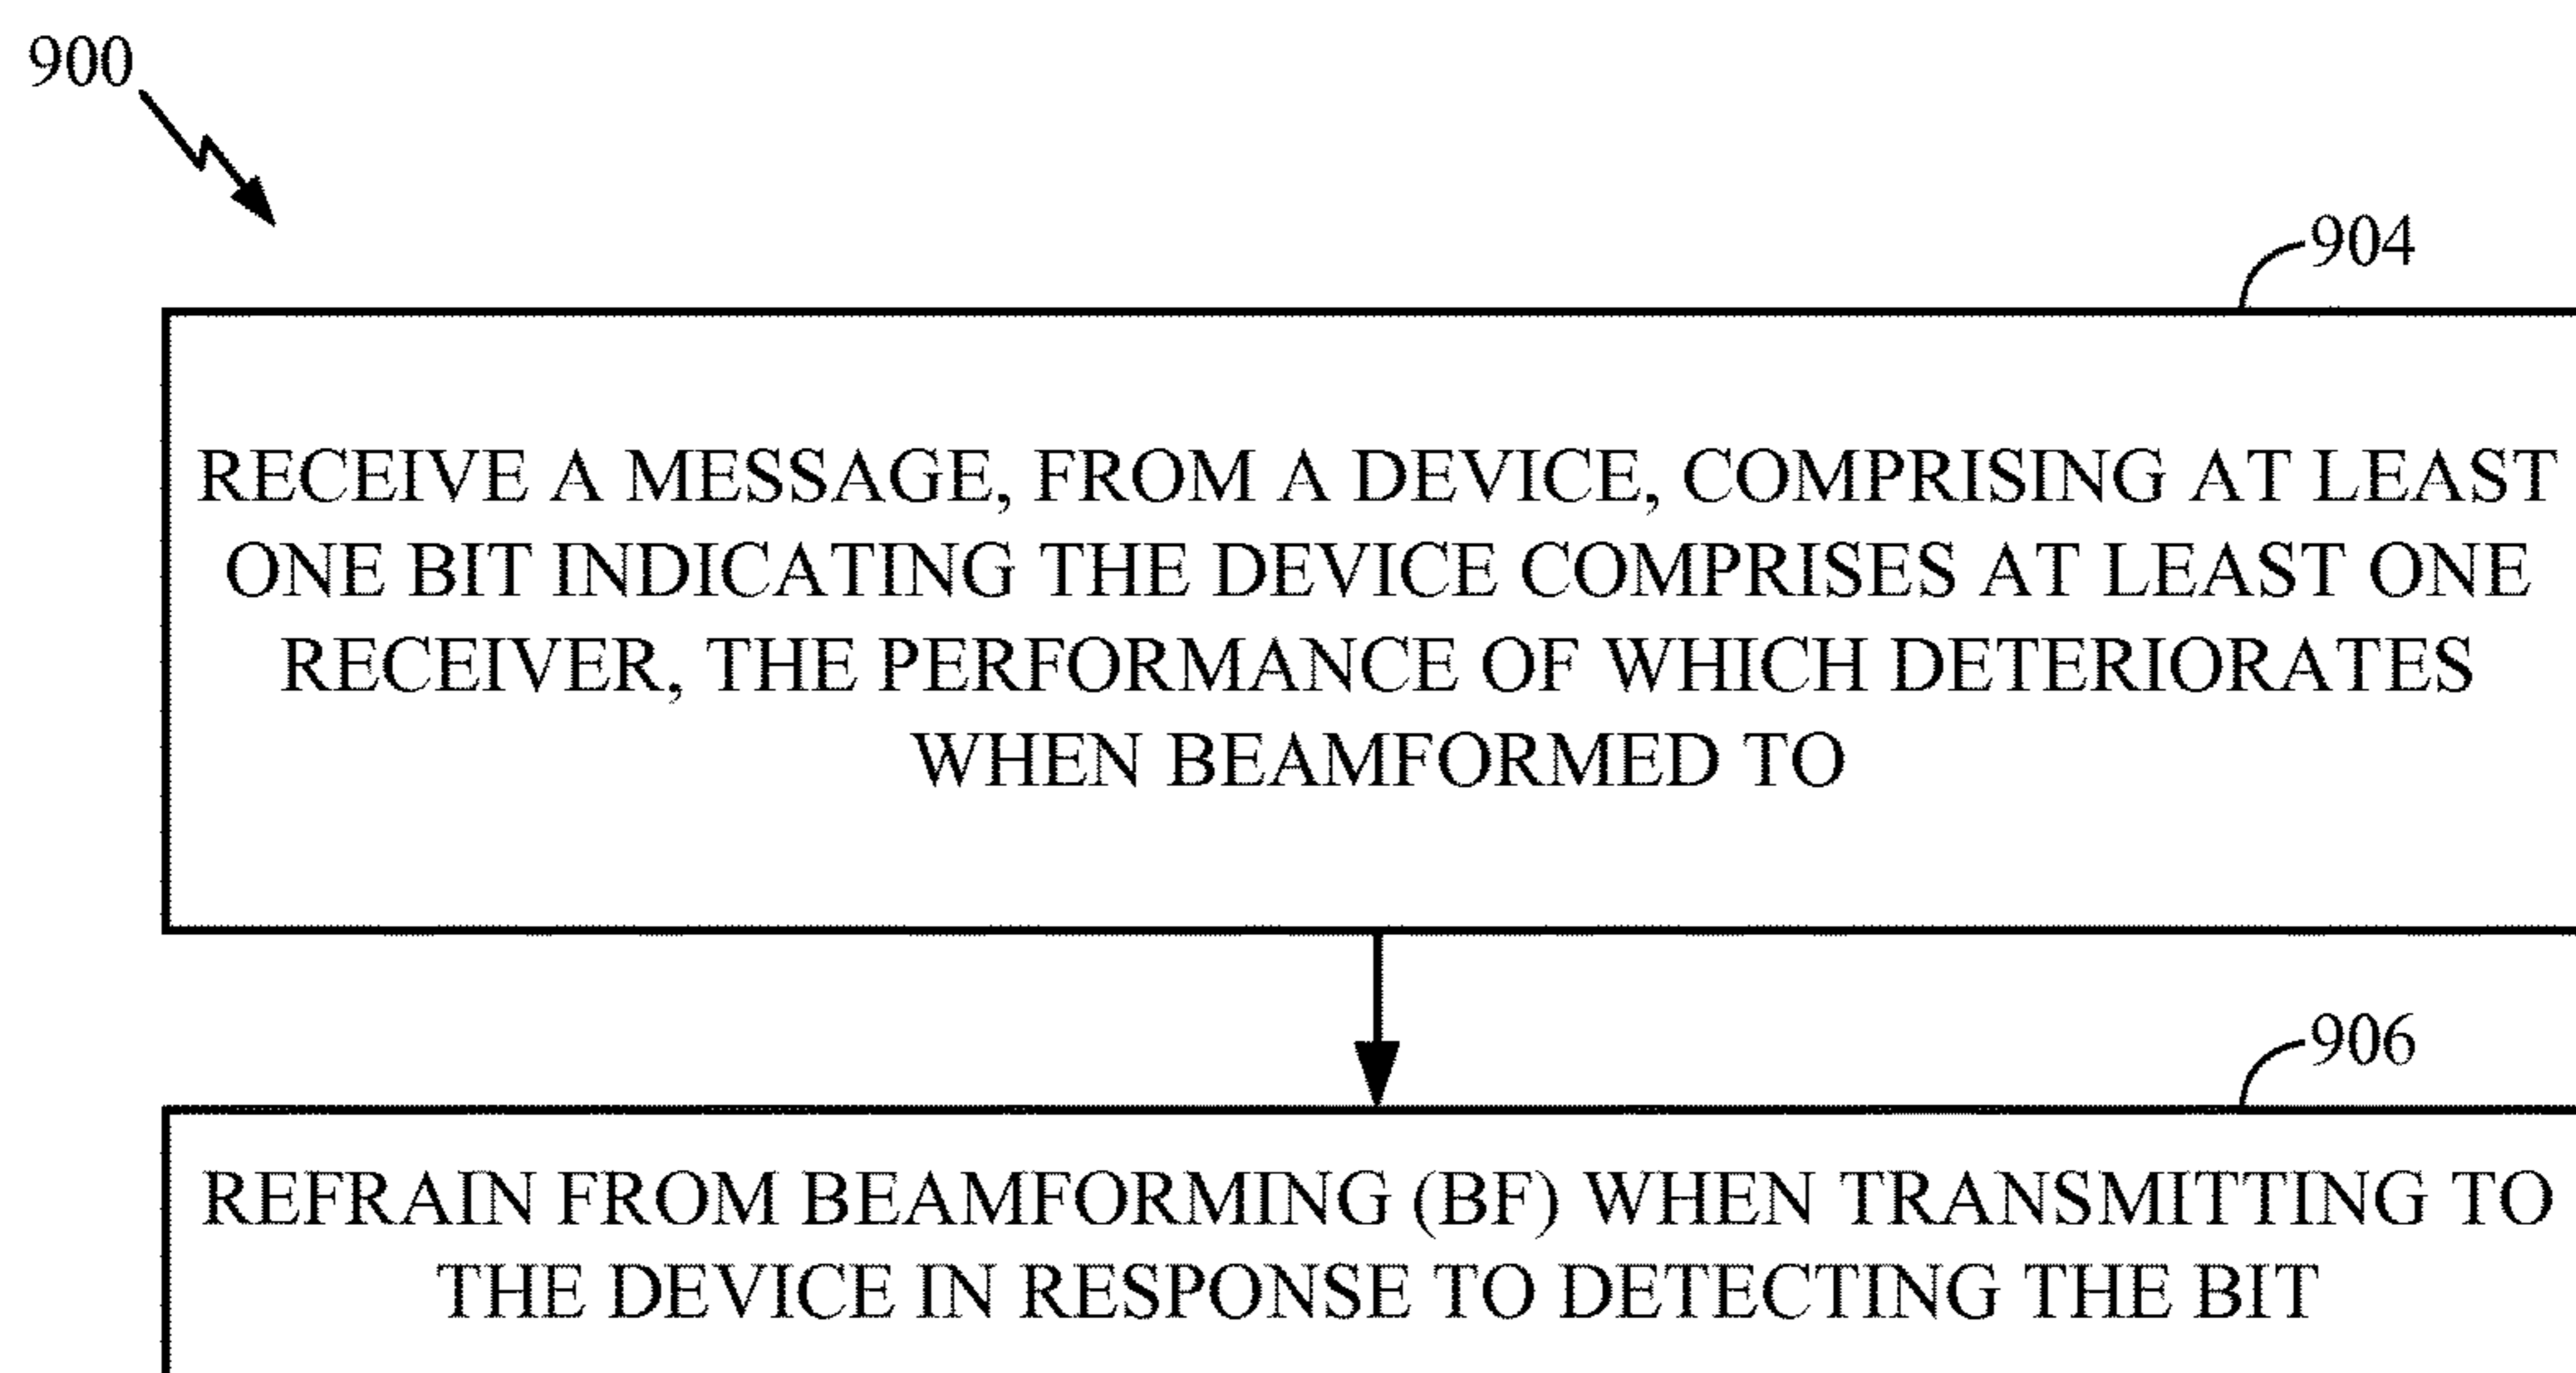 900
904
RECEIVE A MESSAGE, FROM A DEVICE, COMPRISING AT LEAST
ONE BIT INDICATING THE DEVICE COMPRISES AT LEAST ONE
RECEIVER, THE PERFORMANCE OF WHICH DETERIORATES
WHEN BEAMFORMED TO
906
REFRAIN FROM BEAMFORMING (BF) WHEN TRANSMITTING TO
THE DEVICE IN RESPONSE TO DETECTING THE BIT